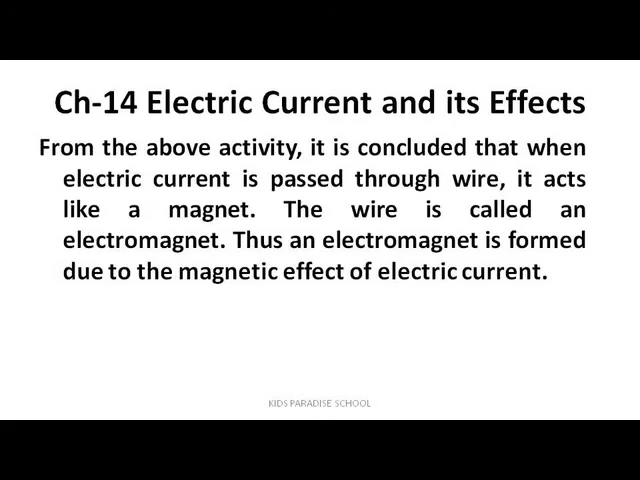 Ch-14 Electric Current and its Effects
From the above activity, it is concluded that when
electric current is passed through wire, it acts
like a magnet. The wire is called an
electromagnet. Thus an electromagnet is formed
due to the magnetic effect of electric current.
KIDS PARADISE SCHOOL